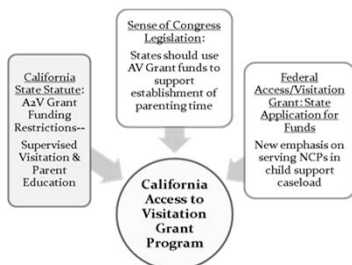 Sense of Congress
Legislation:
States should use
AV Grant funds to
support
establishment of
parenting time
California
State Statute:
A2V Grant
Funding
Restrictions--
Supervised
Visitation &
Parent
Education
Federal
Access/Visitation
Grant: State
Application for
Funds
New emphasis on
serving NCPs in
child support
caseload
California
Access to
Visitation
Grant
Program